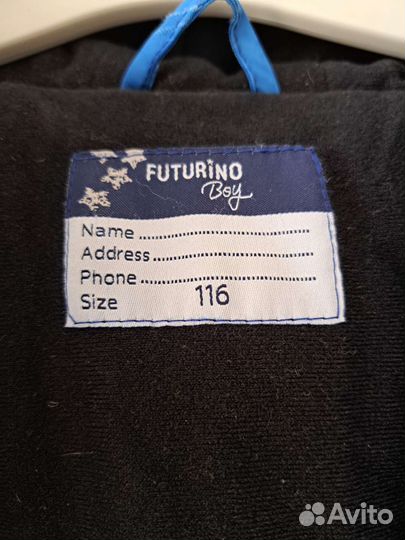 FUTURiNO
Boy
Name
Address
Phone
Size 116
Avito